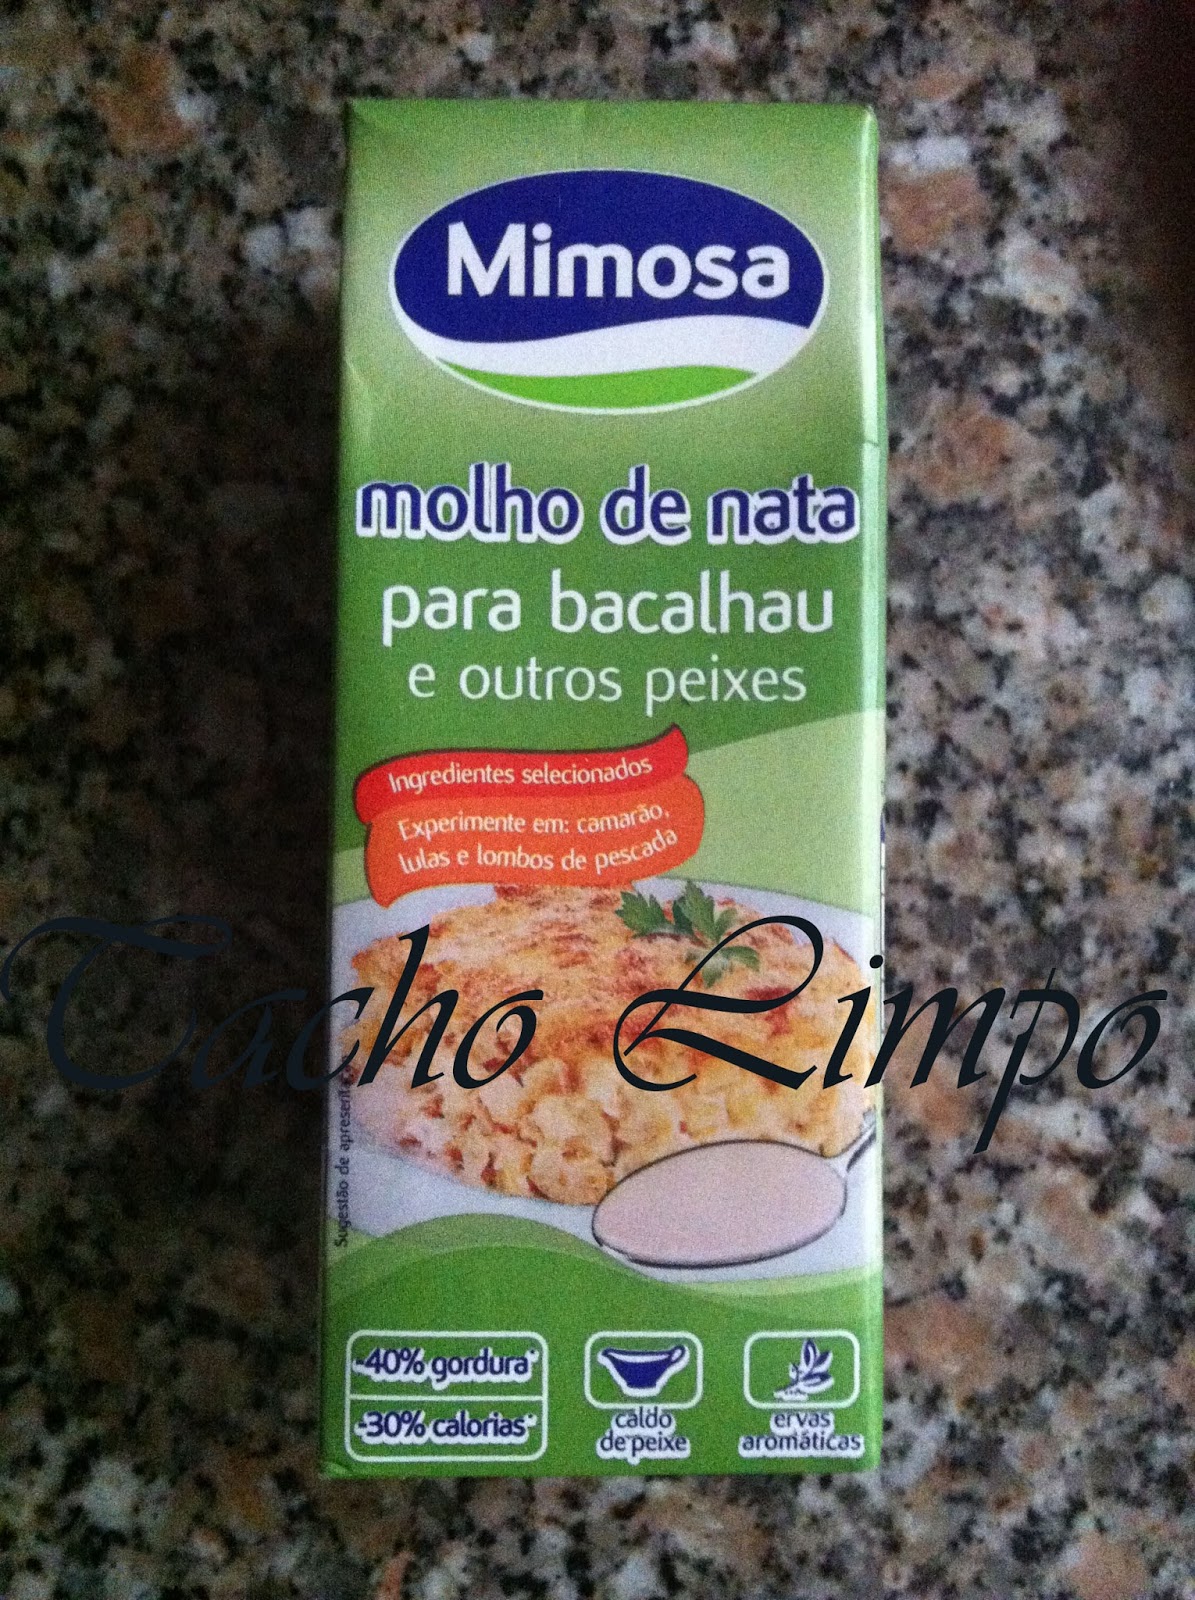 Mimosa
molho de nata
para bacalhau
e outros peixes
Ingredientes selecionados
Experimente em: camarão,
lulas e lombos de pescada
Tacho Limpo
Sugestão de
-40% gordura*
-30% calorias*
caldo
de peixe
ervas
aromáticas